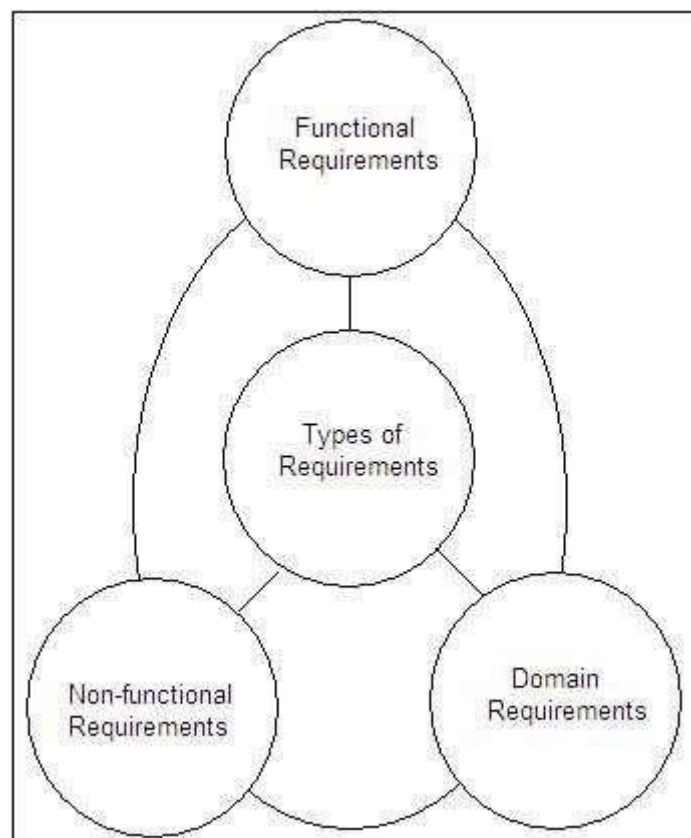 Functional
Requirements
Types of
Requirements
Non-functional
Requirements
Domain
Requirements